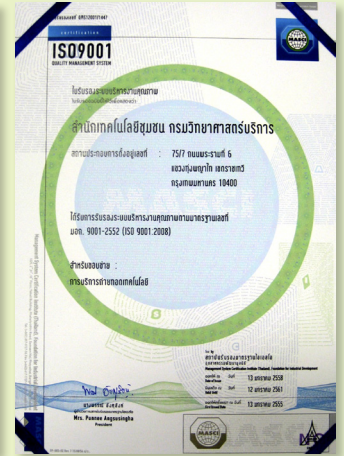 certification
ISO9001
QUALITY MANAGEMENT SYSTEM
ใบรับรองระบบบริหารงานคุณภาพ
สำนักเทคโนโลยีชุมชน กรมวิทยาศาสตร์บริการ
สถานประกอบการตั้งอยู่เลขที่ : 75/7 ถนนพระรามที่ 6
แขวงทุ่งพญาไท เขตราชเทวี
กรุงเทพมหานคร 10400
ได้รับการรับรองระบบบริหารงานคุณภาพตามมาตรฐานเลขที่
มอก. 9001-2552 (ISO 9001:2008)
สำหรับขอบข่าย :
การบริการถ่ายทอดเทคโนโลยี
Management System Certification Institute (Thailand), Foundation for Industrial Development
13 มกราคม 2558
12 มกราคม 2561
13 มกราคม 2555
Mrs. Punnee Angsusingha
President
MASCI